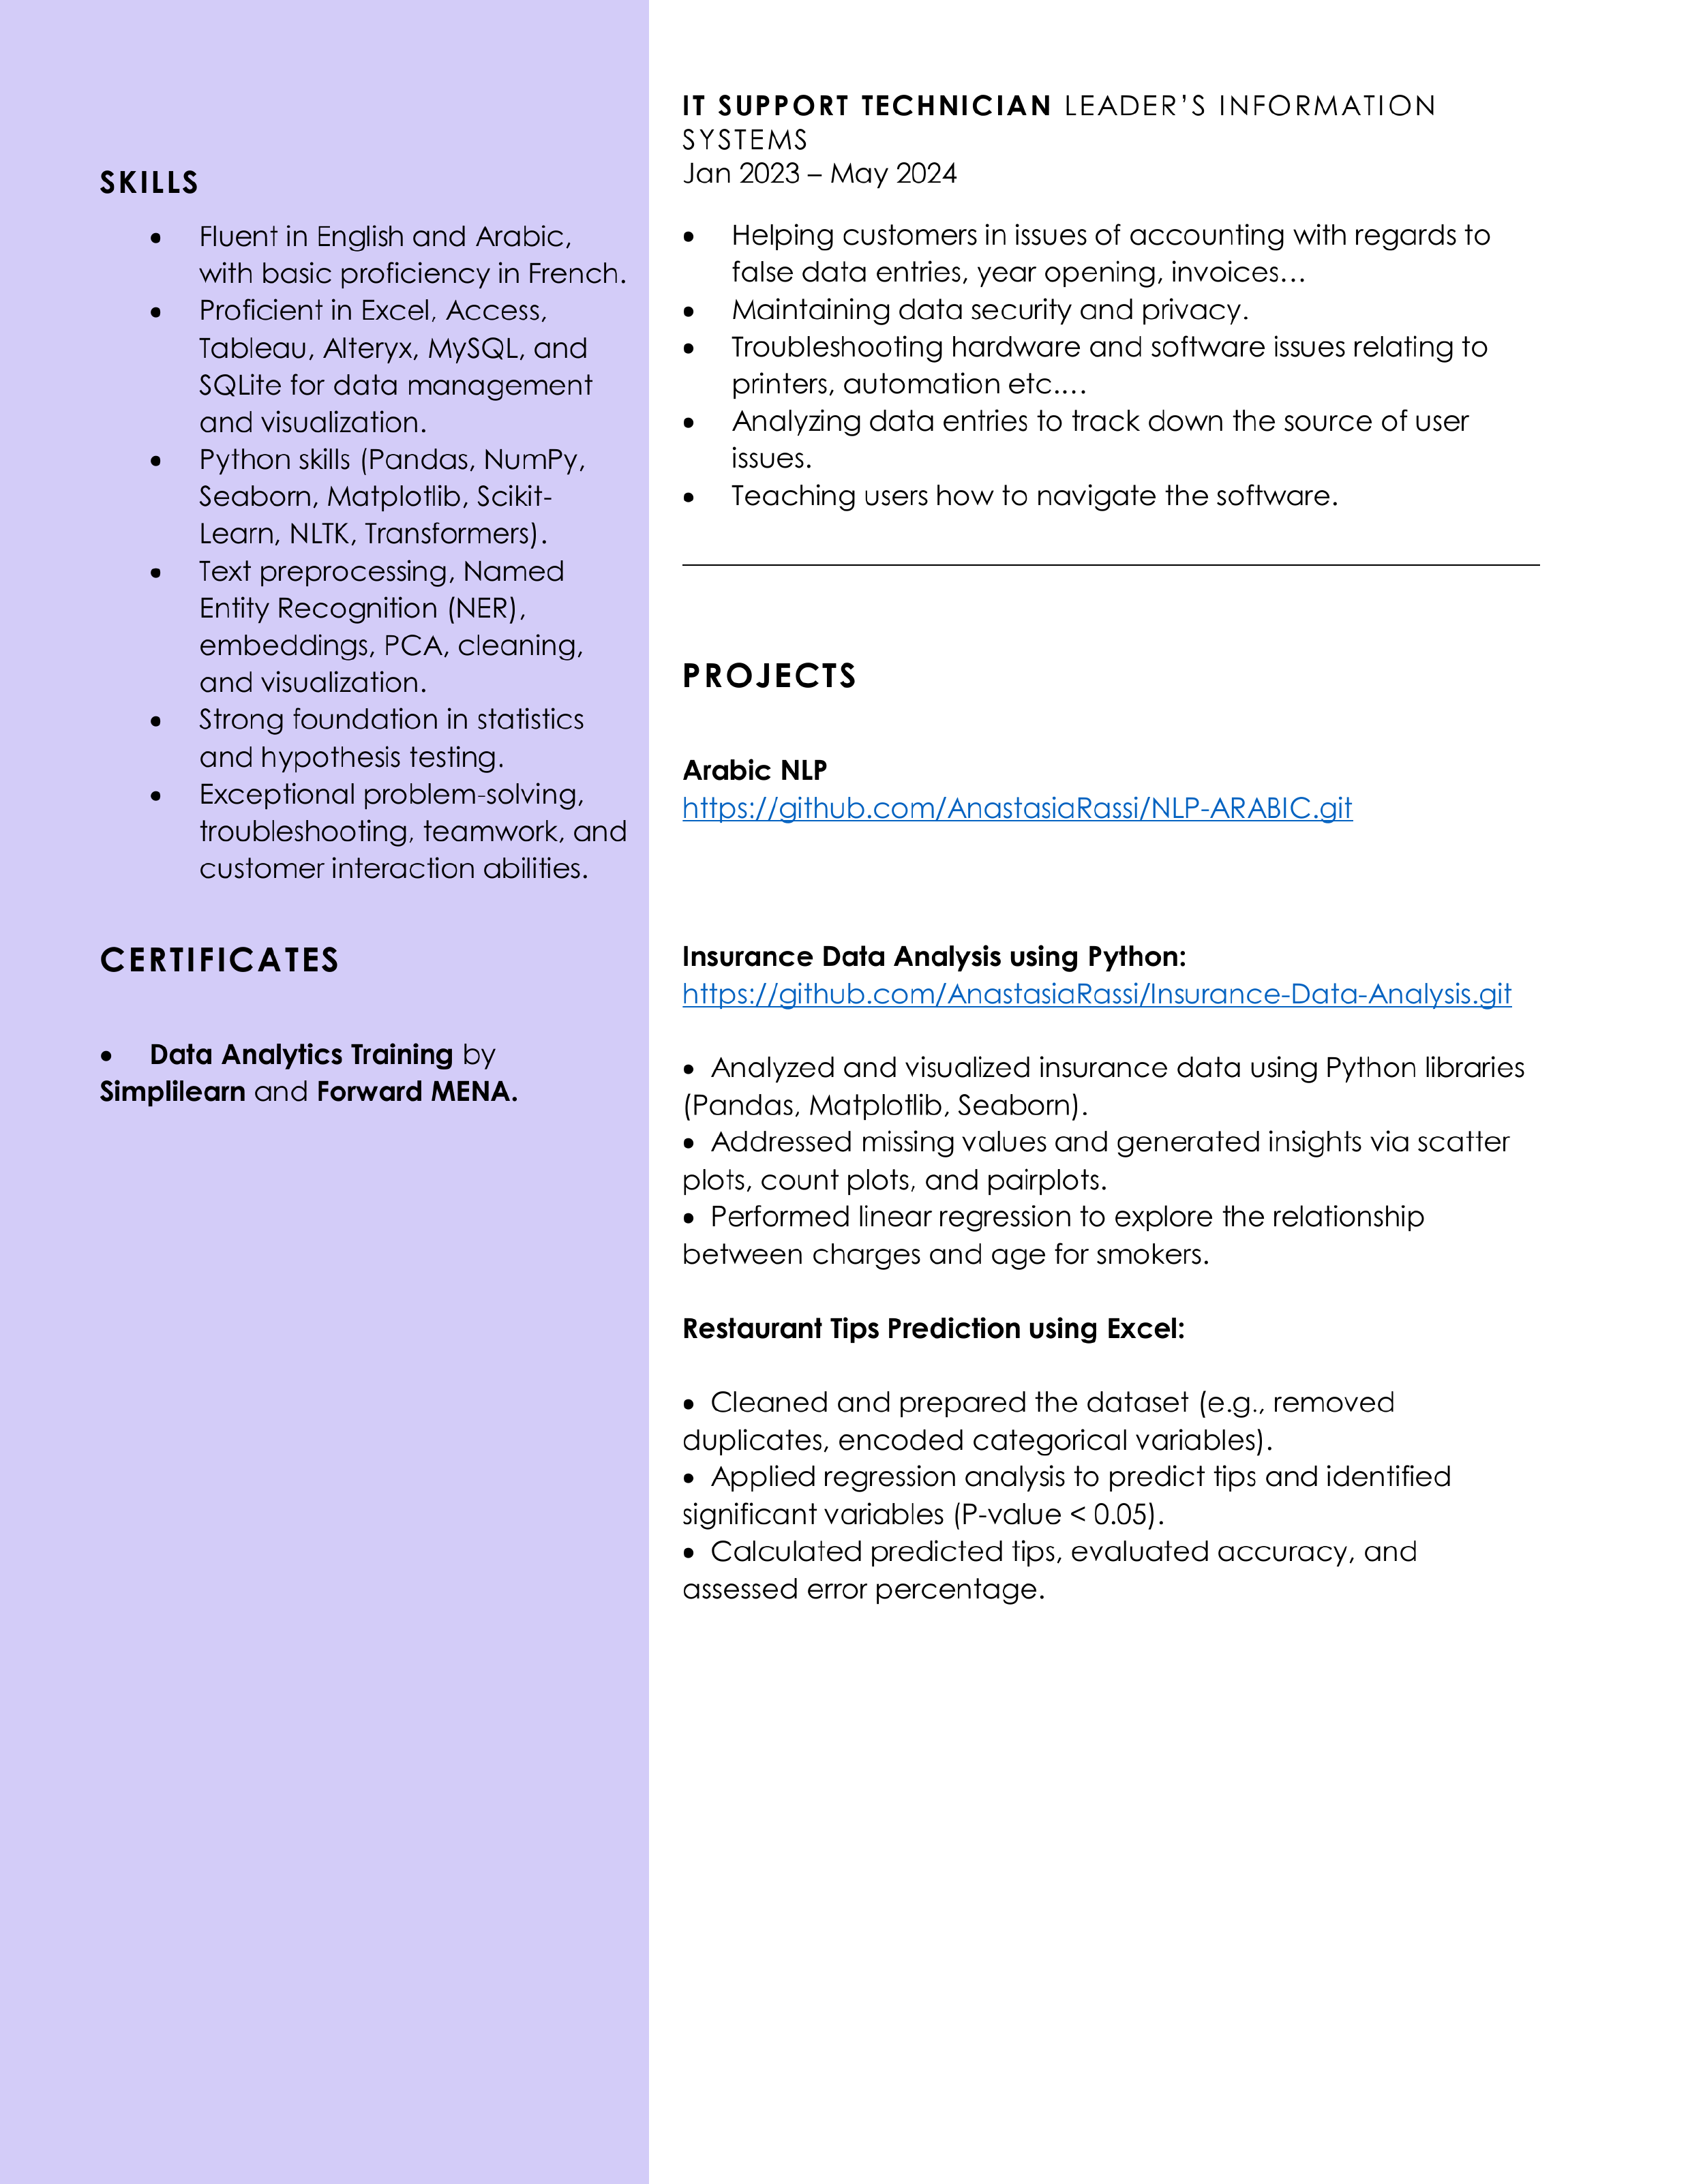 SKILLS
• Fluent in English and Arabic,
with basic proficiency in French.
• Proficient in Excel, Access,
Tableau, Alteryx, MySQL, and
SQLite for data management
and visualization.
• Python skills (Pandas, NumPy,
Seaborn, Matplotlib, Scikit-
Learn, NLTK, Transformers).
• Text preprocessing, Named
Entity Recognition (NER),
embeddings, PCA, cleaning,
and visualization.
• Strong foundation in statistics
and hypothesis testing.
• Exceptional problem-solving,
troubleshooting, teamwork, and
customer interaction abilities.
CERTIFICATES
• Data Analytics Training by
Simplilearn and Forward MENA.
IT SUPPORT TECHNICIAN LEADER’S INFORMATION
SYSTEMS
Jan 2023 – May 2024
• Helping customers in issues of accounting with regards to
false data entries, year opening, invoices…
• Maintaining data security and privacy.
• Troubleshooting hardware and software issues relating to
printers, automation etc.…
• Analyzing data entries to track down the source of user
issues.
• Teaching users how to navigate the software.
PROJECTS
Arabic NLP
https://github.com/AnastasiaRassi/NLP-ARABIC.git
Insurance Data Analysis using Python:
https://github.com/AnastasiaRassi/Insurance-Data-Analysis.git
• Analyzed and visualized insurance data using Python libraries
(Pandas, Matplotlib, Seaborn).
• Addressed missing values and generated insights via scatter
plots, count plots, and pairplots.
• Performed linear regression to explore the relationship
between charges and age for smokers.
Restaurant Tips Prediction using Excel:
• Cleaned and prepared the dataset (e.g., removed
duplicates, encoded categorical variables).
• Applied regression analysis to predict tips and identified
significant variables (P-value < 0.05).
• Calculated predicted tips, evaluated accuracy, and
assessed error percentage.